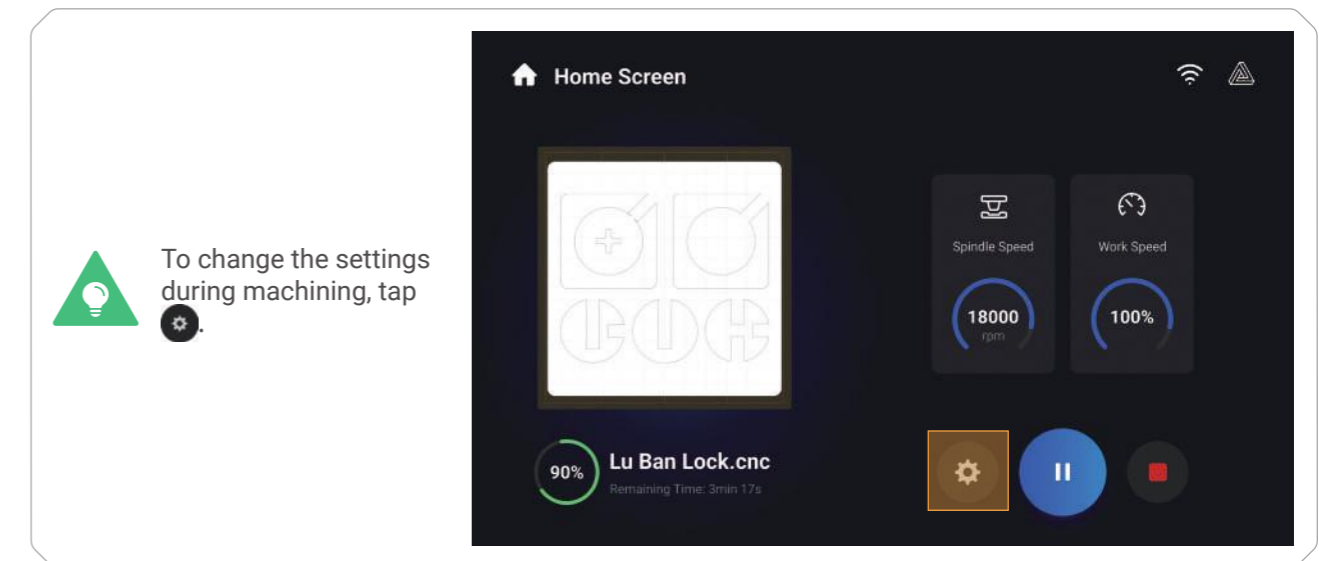 To change the settings
during machining, tap
.
Home Screen
Spindle Speed
18000
rpm
Work Speed
100%
90%
Lu Ban Lock.cnc
Remaining Time: 3min 17s